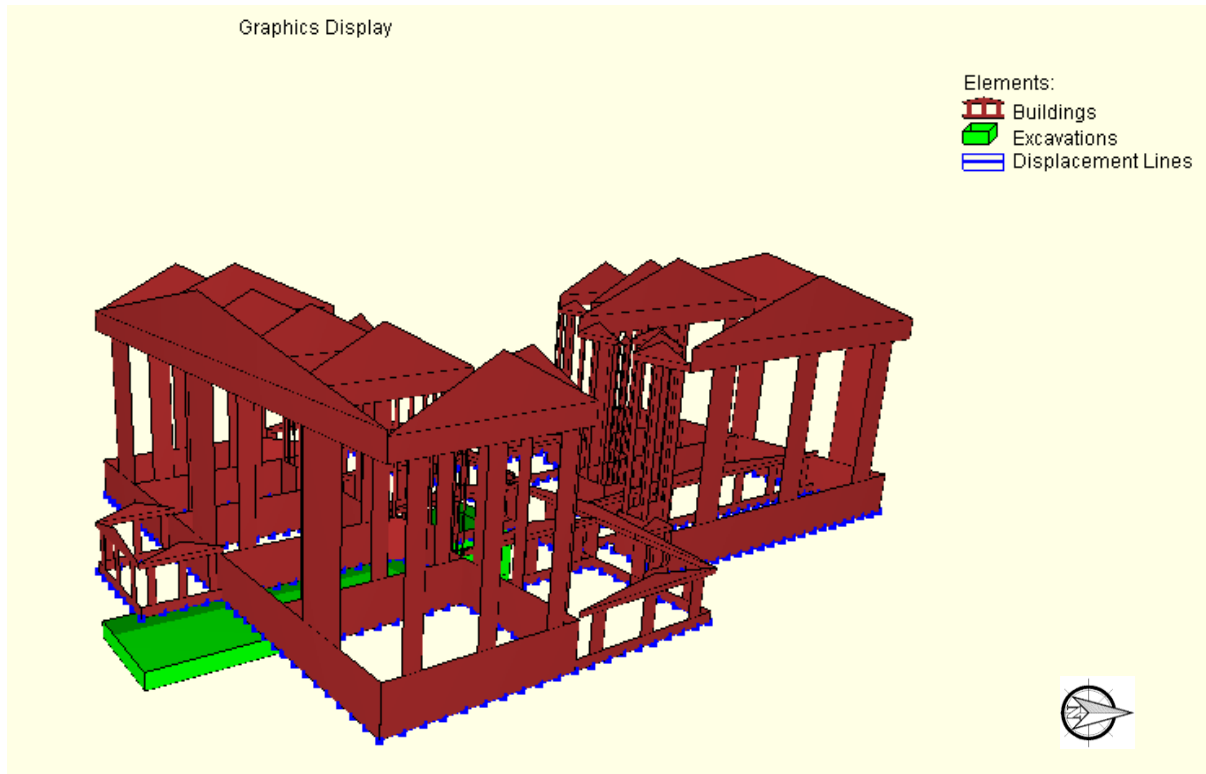 Graphics Display
Elements:
Buildings
Excavations
Displacement Lines
N